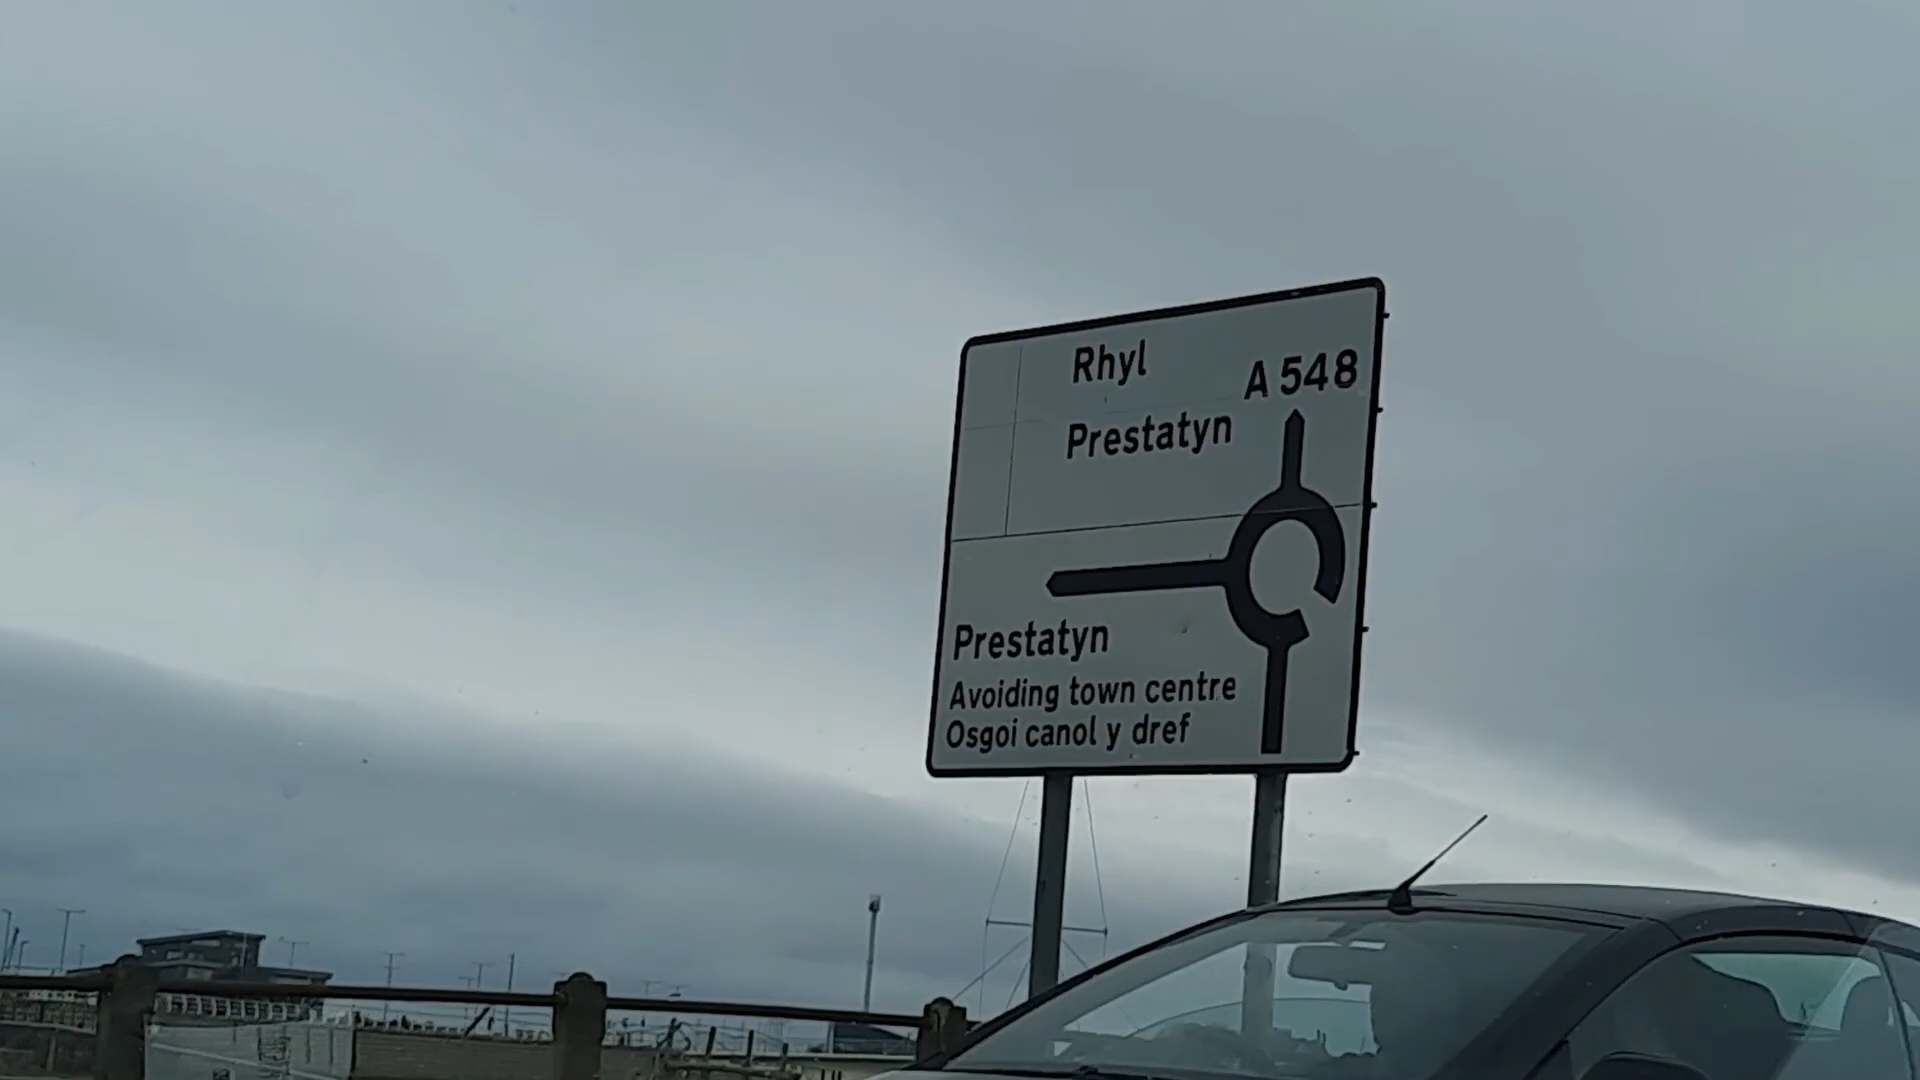 Rhyl
A 548
Prestatyn
Prestatyn
Avoiding town centre
Osgoi canol y dref